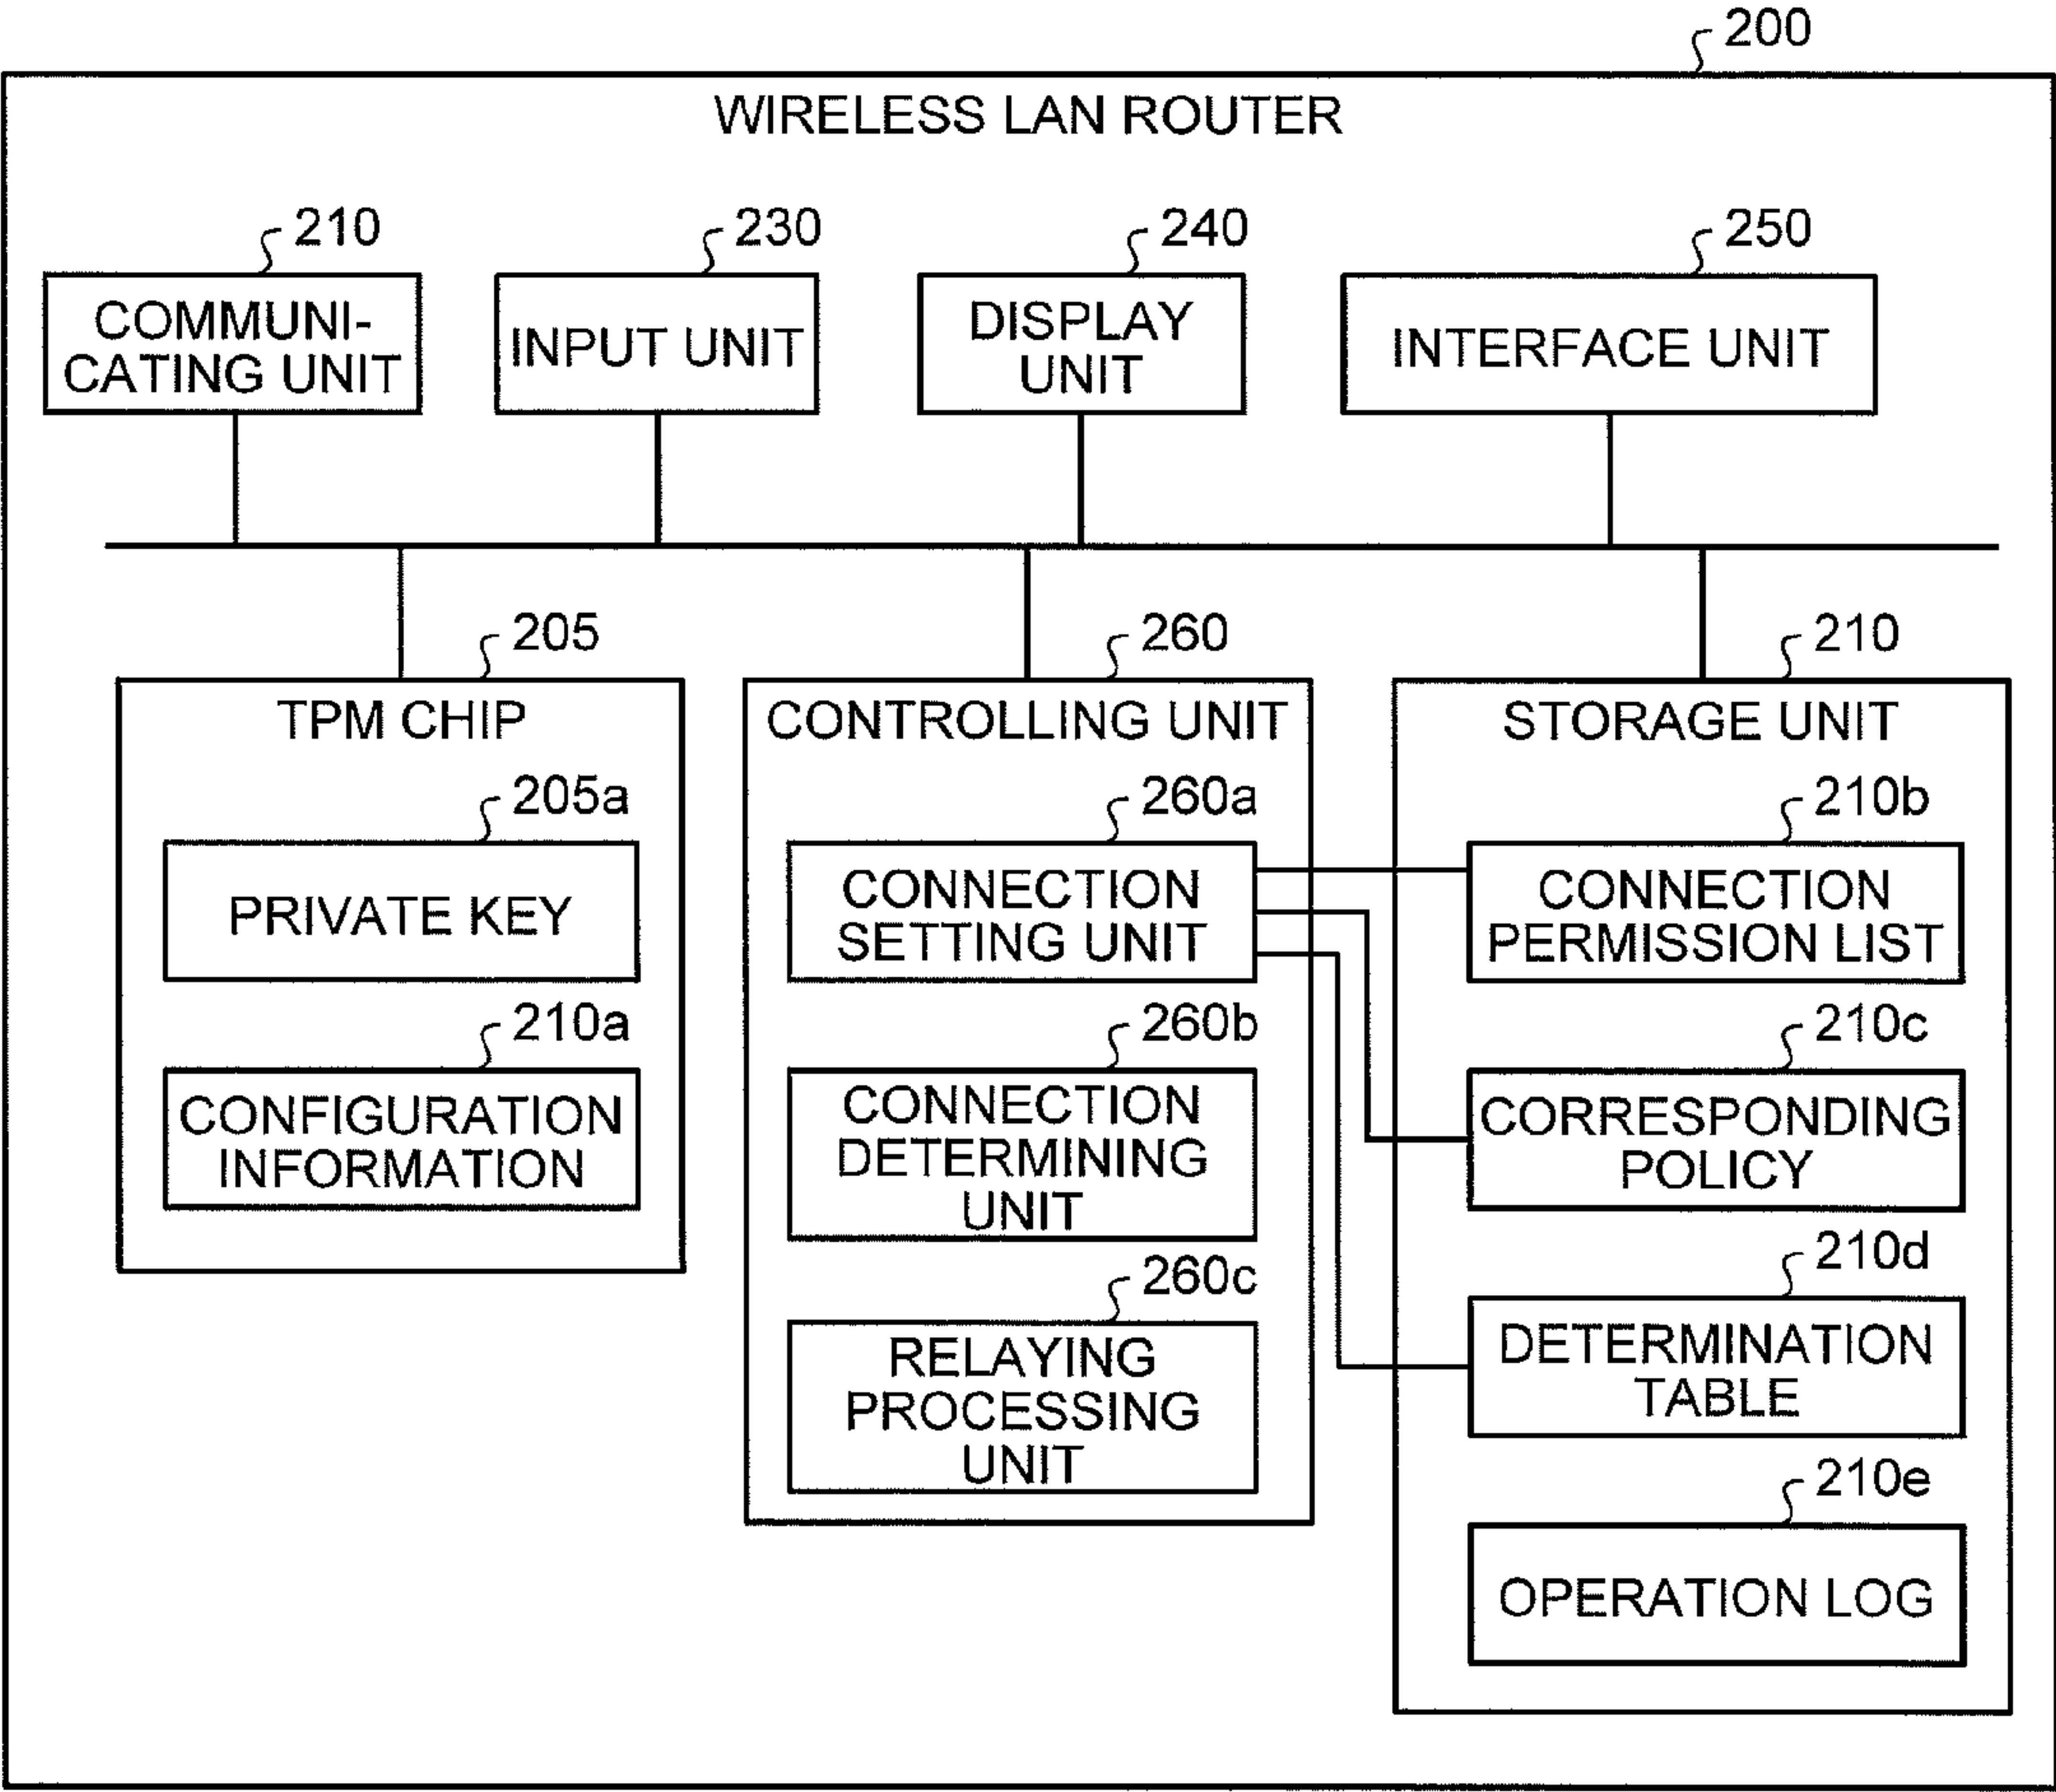 200
WIRELESS LAN ROUTER
210
230
240
250
COMMUNI-
CATING UNIT
INPUT UNIT
DISPLAY
UNIT
INTERFACE UNIT
205
260
210
TPM CHIP
CONTROLLING UNIT
STORAGE UNIT
205a
260a
210b
PRIVATE KEY
CONNECTION
SETTING UNIT
CONNECTION
PERMISSION LIST
210a
260b
210c
CONFIGURATION
INFORMATION
CONNECTION
DETERMINING
UNIT
CORRESPONDING
POLICY
260c
210d
RELAYING
PROCESSING
UNIT
DETERMINATION
TABLE
210e
OPERATION LOG